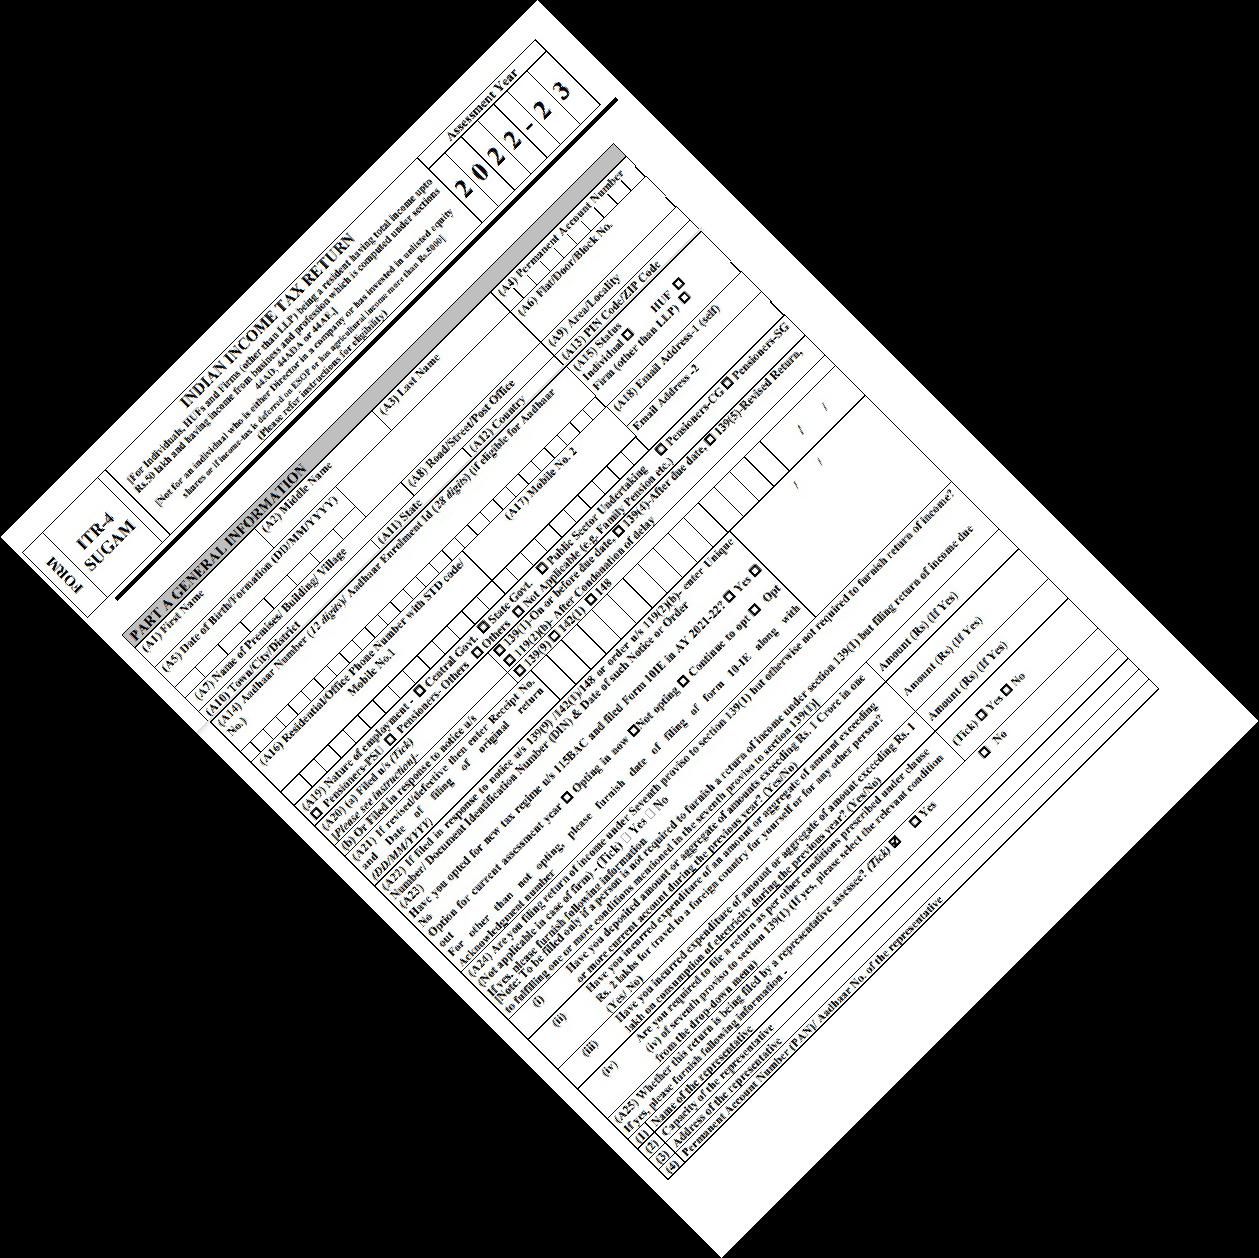 FORM
ITR-4
SUGAM
INDIAN INCOME TAX RETURN
[For Individuals, HUFs and Firms (other than LLP) being a resident having total income upto
Rs.50 lakh and having income from business and profession which is computed under sections
44AD, 44ADA or 44AE.]
[Not for an individual who is either Director in a company or has invested in unlisted equity
shares or if income-tax is deferred on ESOP or has agricultural income more than Rs.5000]
(Please refer instructions for eligibility)
Assessment Year
2022-23
PART A GENERAL INFORMATION
(A1) First Name
(A2) Middle Name
(A3) Last Name
(A4) Permanent Account Number
(A5) Date of Birth/Formation (DD/MM/YYYY)
(A6) Flat/Door/Block No.
(A7) Name of Premises/ Building/ Village
(A8) Road/Street/Post Office
(A9) Area/Locality
(A10) Town/City/District
(A11) State
(A12) Country
(A13) PIN Code/ZIP Code
(A14) Aadhaar Number (12 digits)/ Aadhaar Enrolment Id (28 digits) (if eligible for Aadhaar
No.)
(A15) Status
Individual ☐ HUF ☐
Firm (other than LLP) ☐
(A16) Residential/Office Phone Number with STD code/
Mobile No.1
(A17) Mobile No. 2
(A18) Email Address-1 (self)
Email Address -2
(A19) Nature of employment - ☐ Central Govt. ☐ State Govt. ☐ Public Sector Undertaking ☐ Pensioners-CG ☐ Pensioners-SG
☐ Pensioners-PSU ☐ Pensioners- Others ☐ Others ☐ Not Applicable (e.g. Family Pension etc.)
(A20) (a) Filed u/s (Tick)
[Please see instruction]-
☐ 139(1)-On or before due date, ☐ 139(4)-After due date, ☐ 139(5)-Revised Return,
☐ 119(2)(b)- After Condonation of delay
(b) Or Filed in response to notice u/s
☐ 139(9) ☐ 142(1) ☐ 148
(A21) If revised/defective then enter Receipt No.
and Date of filing of original return
(DD/MM/YYYY)
/ /
(A22) If filed in response to notice u/s 139(9)/142(1)/148 or order u/s 119(2)(b)- enter Unique
Number/ Document Identification Number (DIN) & Date of such Notice or Order
/ /
(A23)
Have you opted for new tax regime u/s 115BAC and filed Form 10IE in AY 2021-22? ☐ Yes ☐
No
Option for current assessment year ☐ Opting in now ☐ Not opting ☐ Continue to opt ☐ Opt
out
For other than not opting, please furnish date of filing of form 10-IE along with
Acknowledgment number
(A24) Are you filing return of income under Seventh proviso to section 139(1) but otherwise not required to furnish return of income?
(Not applicable in case of firm) - (Tick) ☐ Yes ☐ No
If yes, please furnish following information
[Note: To be filled only if a person is not required to furnish a return of income under section 139(1) but filing return of income due
to fulfilling one or more conditions mentioned in the seventh proviso to section 139(1)]
(i) Have you deposited amount or aggregate of amounts exceeding Rs. 1 Crore in one
or more current account during the previous year? (Yes/No)
Amount (Rs) (If Yes)
(ii) Have you incurred expenditure of an amount or aggregate of amount exceeding
Rs. 2 lakhs for travel to a foreign country for yourself or for any other person?
(Yes/ No)
Amount (Rs) (If Yes)
(iii) Have you incurred expenditure of amount or aggregate of amount exceeding Rs. 1
lakh on consumption of electricity during the previous year? (Yes/No)
Amount (Rs) (If Yes)
(iv) Are you required to file a return as per other conditions prescribed under clause
(iv) of seventh proviso to section 139(1) (If yes, please select the relevant condition
from the drop-down menu)
(Tick) ☐ Yes ☐ No
(A25) Whether this return is being filed by a representative assessee? (Tick) ☑ ☐ Yes ☐ No
If yes, please furnish following information -
(1) Name of the representative
(2) Capacity of the representative
(3) Address of the representative
(4) Permanent Account Number (PAN)/ Aadhaar No. of the representative